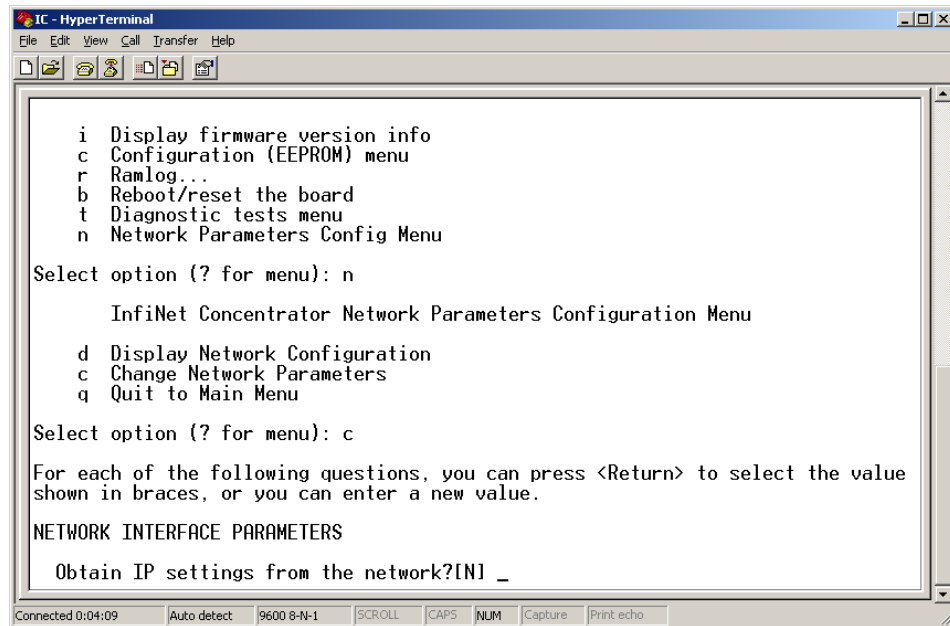 IC - HyperTerminal
File Edit View Call Transfer Help
i Display firmware version info
c Configuration (EEPROM) menu
r Ramlog...
b Reboot/reset the board
t Diagnostic tests menu
n Network Parameters Config Menu
Select option (? for menu): n
InfiNet Concentrator Network Parameters Configuration Menu
d Display Network Configuration
c Change Network Parameters
q Quit to Main Menu
Select option (? for menu): c
For each of the following questions, you can press <Return> to select the value
shown in braces, or you can enter a new value.
NETWORK INTERFACE PARAMETERS
Obtain IP settings from the network?[N] _
Connected 0:04:09 Auto detect 9600 8-N-1 SCROLL CAPS NUM Capture Print echo